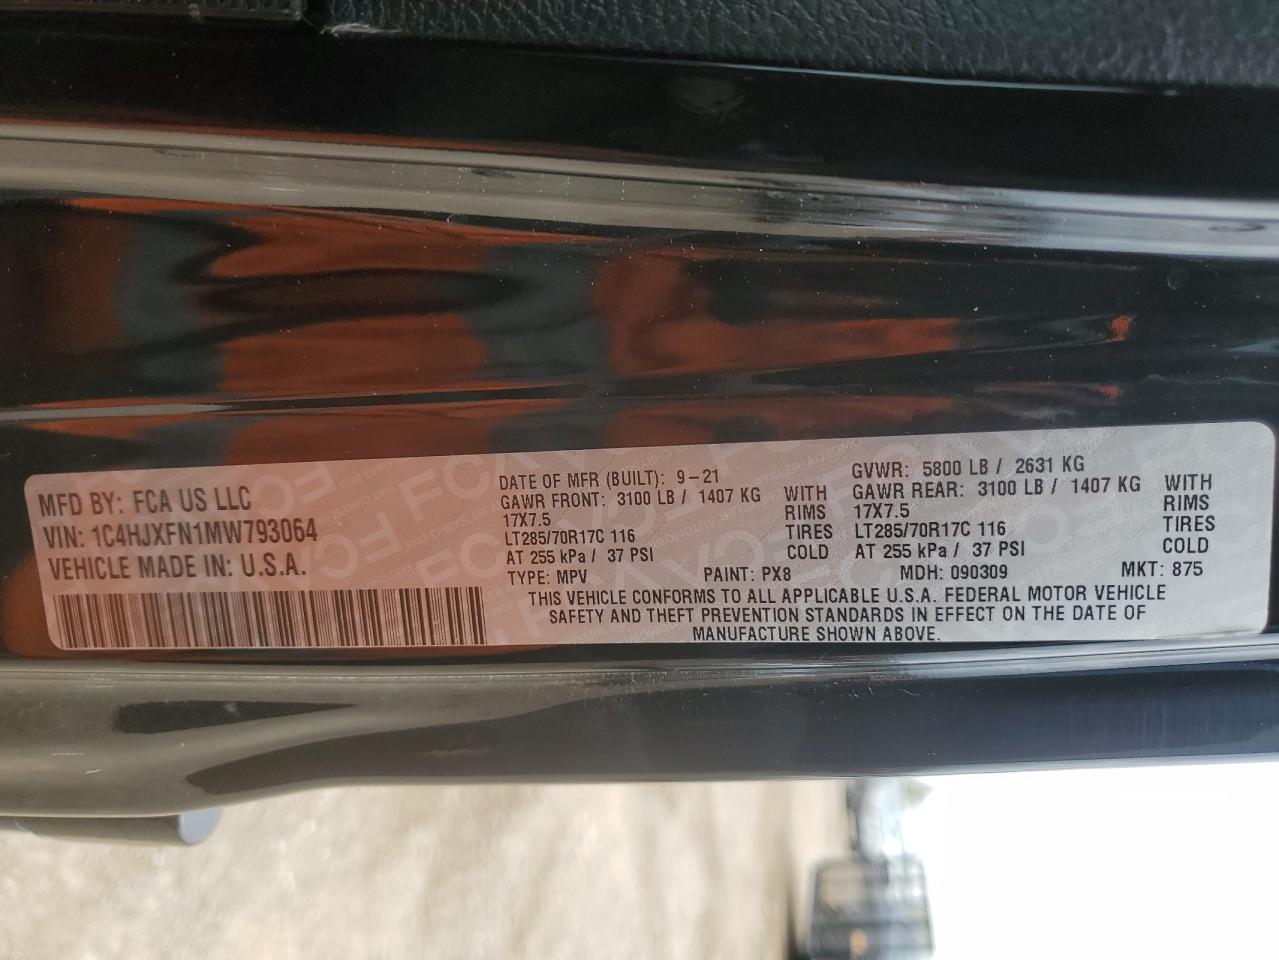 MFD BY: FCA US LLC
VIN: 1C4HJXFN1MW793064
VEHICLE MADE IN: U.S.A.
DATE OF MFR (BUILT): 9-21
GAWR FRONT: 3100 LB / 1407 KG WITH
17X7.5 RIMS
LT285/70R17C 116 TIRES
AT 255 kPa / 37 PSI COLD
GVWR: 5800 LB / 2631 KG
GAWR REAR: 3100 LB / 1407 KG WITH
17X7.5 RIMS
LT285/70R17C 116 TIRES
AT 255 kPa / 37 PSI COLD
TYPE: MPV PAINT: PX8 MDH: 090309 MKT: 875
THIS VEHICLE CONFORMS TO ALL APPLICABLE U.S.A. FEDERAL MOTOR VEHICLE
SAFETY AND THEFT PREVENTION STANDARDS IN EFFECT ON THE DATE OF
MANUFACTURE SHOWN ABOVE.